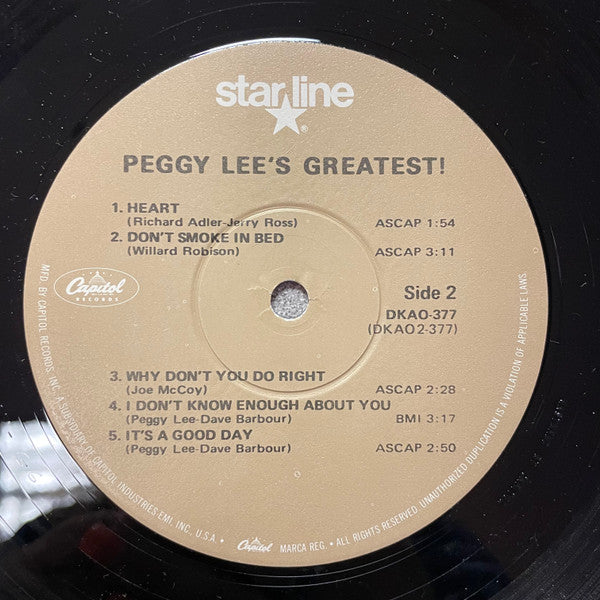 starline
®
PEGGY LEE'S GREATEST!
1. HEART
(Richard Adler-Jerry Ross) ASCAP 1:54
2. DON'T SMOKE IN BED
(Willard Robison) ASCAP 3:11
Capitol
RECORDS
Side 2
DKAO-377
(DKAO 2-377)
3. WHY DON'T YOU DO RIGHT
(Joe McCoy) ASCAP 2:28
4. I DON'T KNOW ENOUGH ABOUT YOU
(Peggy Lee-Dave Barbour) BMI 3:17
5. IT'S A GOOD DAY
(Peggy Lee-Dave Barbour) ASCAP 2:50
MFD. BY CAPITOL RECORDS, INC. A SUBSIDIARY OF CAPITOL INDUSTRIES-EMI, INC. U.S.A. • Capitol MARCA REG. • ALL RIGHTS RESERVED. UNAUTHORIZED DUPLICATION IS A VIOLATION OF APPLICABLE LAWS.